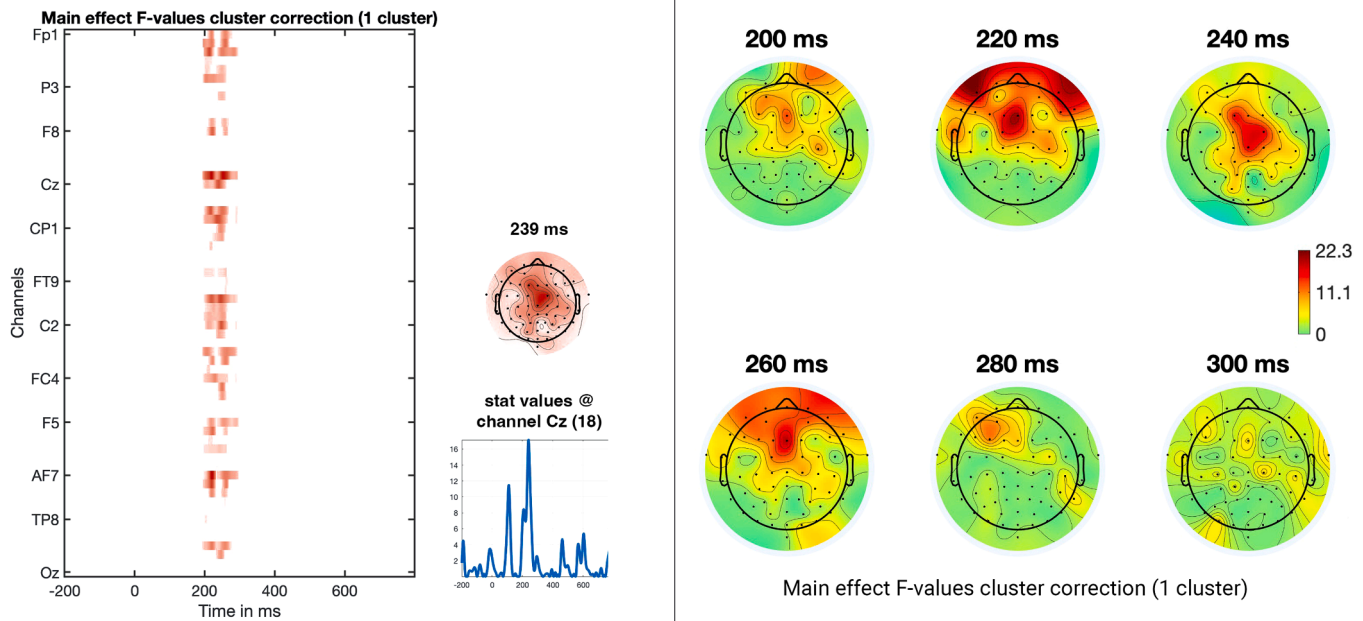 Main effect F-values cluster correction (1 cluster)
Fp1
P3
F8
Cz
CP1
FT9
C2
FC4
F5
AF7
TP8
Oz
Channels
-200 0 200 400 600
Time in ms
239 ms
stat values @
channel Cz (18)
16
14
12
10
8
6
4
2
-200 0 200 400 600
200 ms 220 ms 240 ms
22.3
11.1
0
260 ms 280 ms 300 ms
Main effect F-values cluster correction (1 cluster)